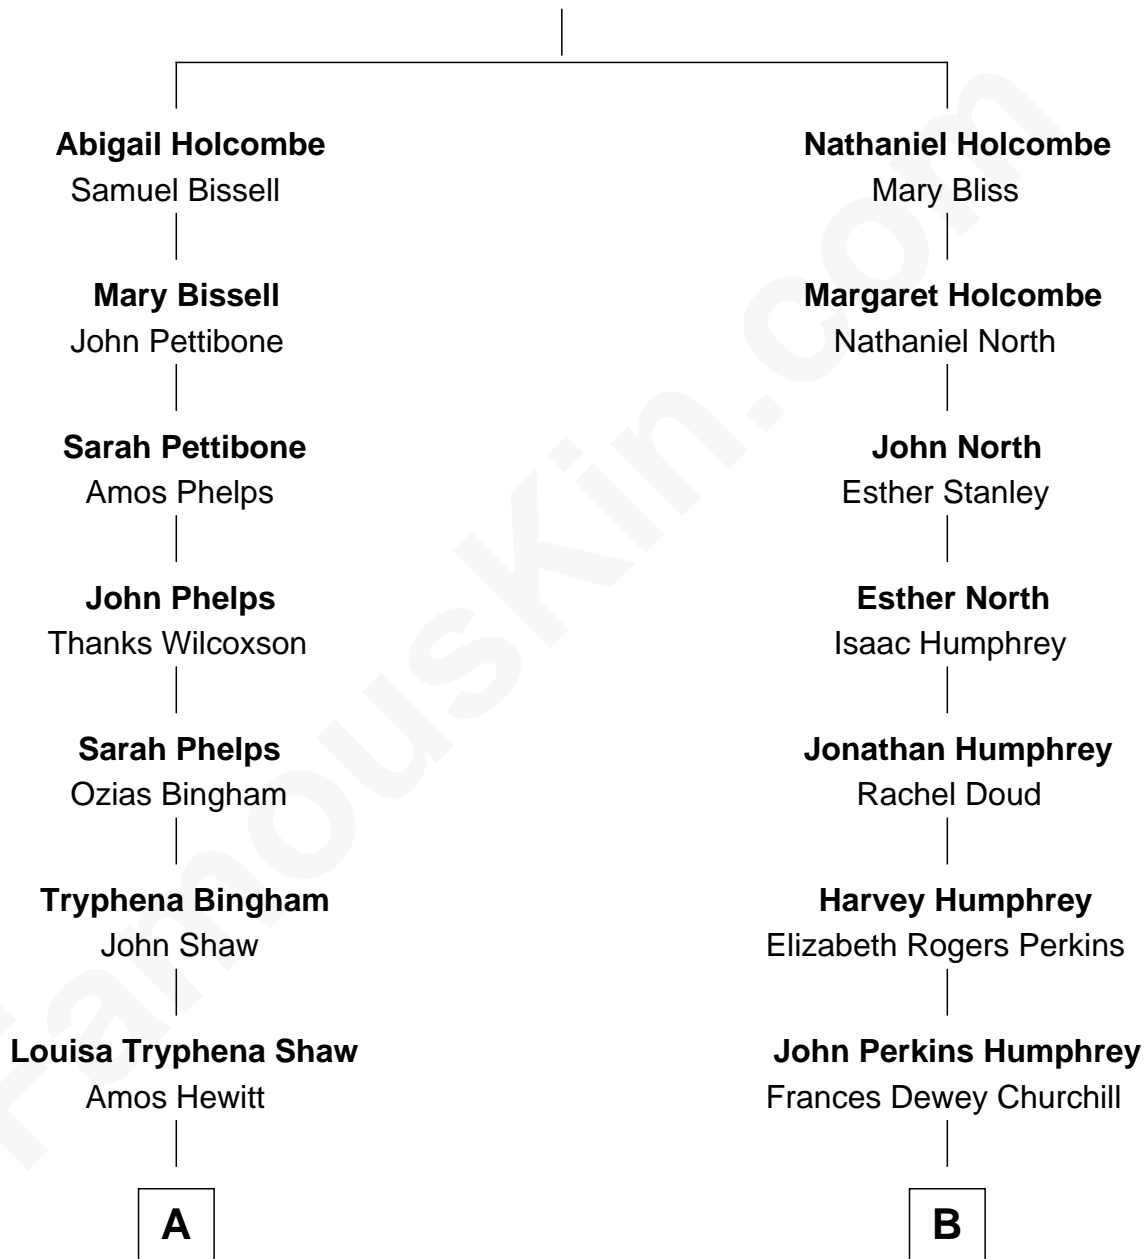 Abigail Holcombe
Samuel Bissell
Mary Bissell
John Pettibone
Sarah Pettibone
Amos Phelps
John Phelps
Thanks Wilcoxson
Sarah Phelps
Ozias Bingham
Tryphena Bingham
John Shaw
Louisa Tryphena Shaw
Amos Hewitt
A
Nathaniel Holcombe
Mary Bliss
Margaret Holcombe
Nathaniel North
John North
Esther Stanley
Esther North
Isaac Humphrey
Jonathan Humphrey
Rachel Doud
Harvey Humphrey
Elizabeth Rogers Perkins
John Perkins Humphrey
Frances Dewey Churchill
B
FamousKin.com